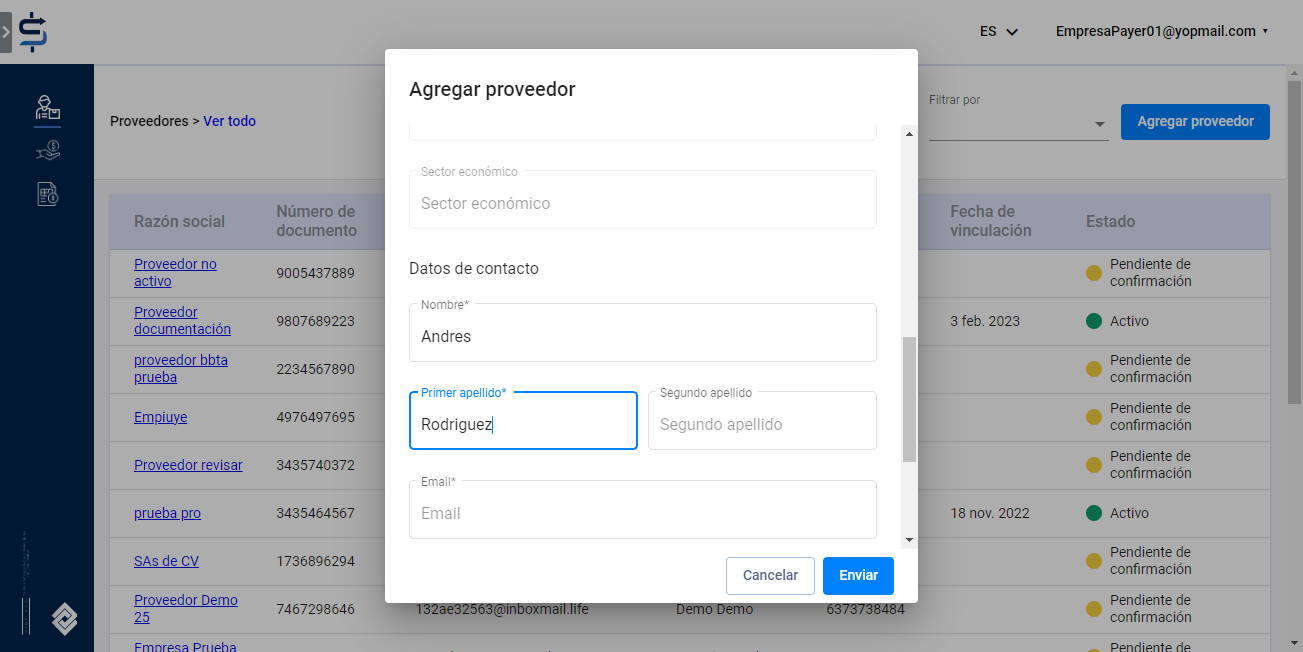 ES
EmpresaPayer01@yopmail.com
Proveedores > Ver todo
Filtrar por
Agregar proveedor
Razón social
Número de
documento
Fecha de
vinculación
Estado
Proveedor no
activo
9005437889
Pendiente de
confirmación
Proveedor
documentación
9807689223
3 feb. 2023
Activo
proveedor bbta
prueba
2234567890
Pendiente de
confirmación
Empiuye
4976497695
Pendiente de
confirmación
Proveedor revisar
3435740372
Pendiente de
confirmación
prueba pro
3435464567
18 nov. 2022
Activo
SAs de CV
1736896294
Pendiente de
confirmación
Proveedor Demo
25
7467298646
132ae32563@inboxmail.life
Demo Demo
6373738484
Pendiente de
confirmación
Empresa Prueba
Pendiente de
Agregar proveedor
Sector económico
Sector económico
Datos de contacto
Nombre*
Andres
Primer apellido*
Rodriguez
Segundo apellido
Segundo apellido
Email*
Email
Cancelar
Enviar